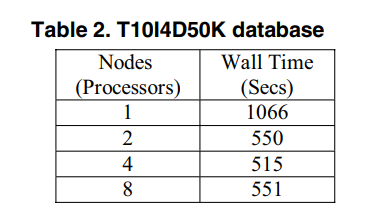 Table 2. T10I4D50K database
Nodes (Processors) Wall Time (Secs)
1 1066
2 550
4 515
8 551